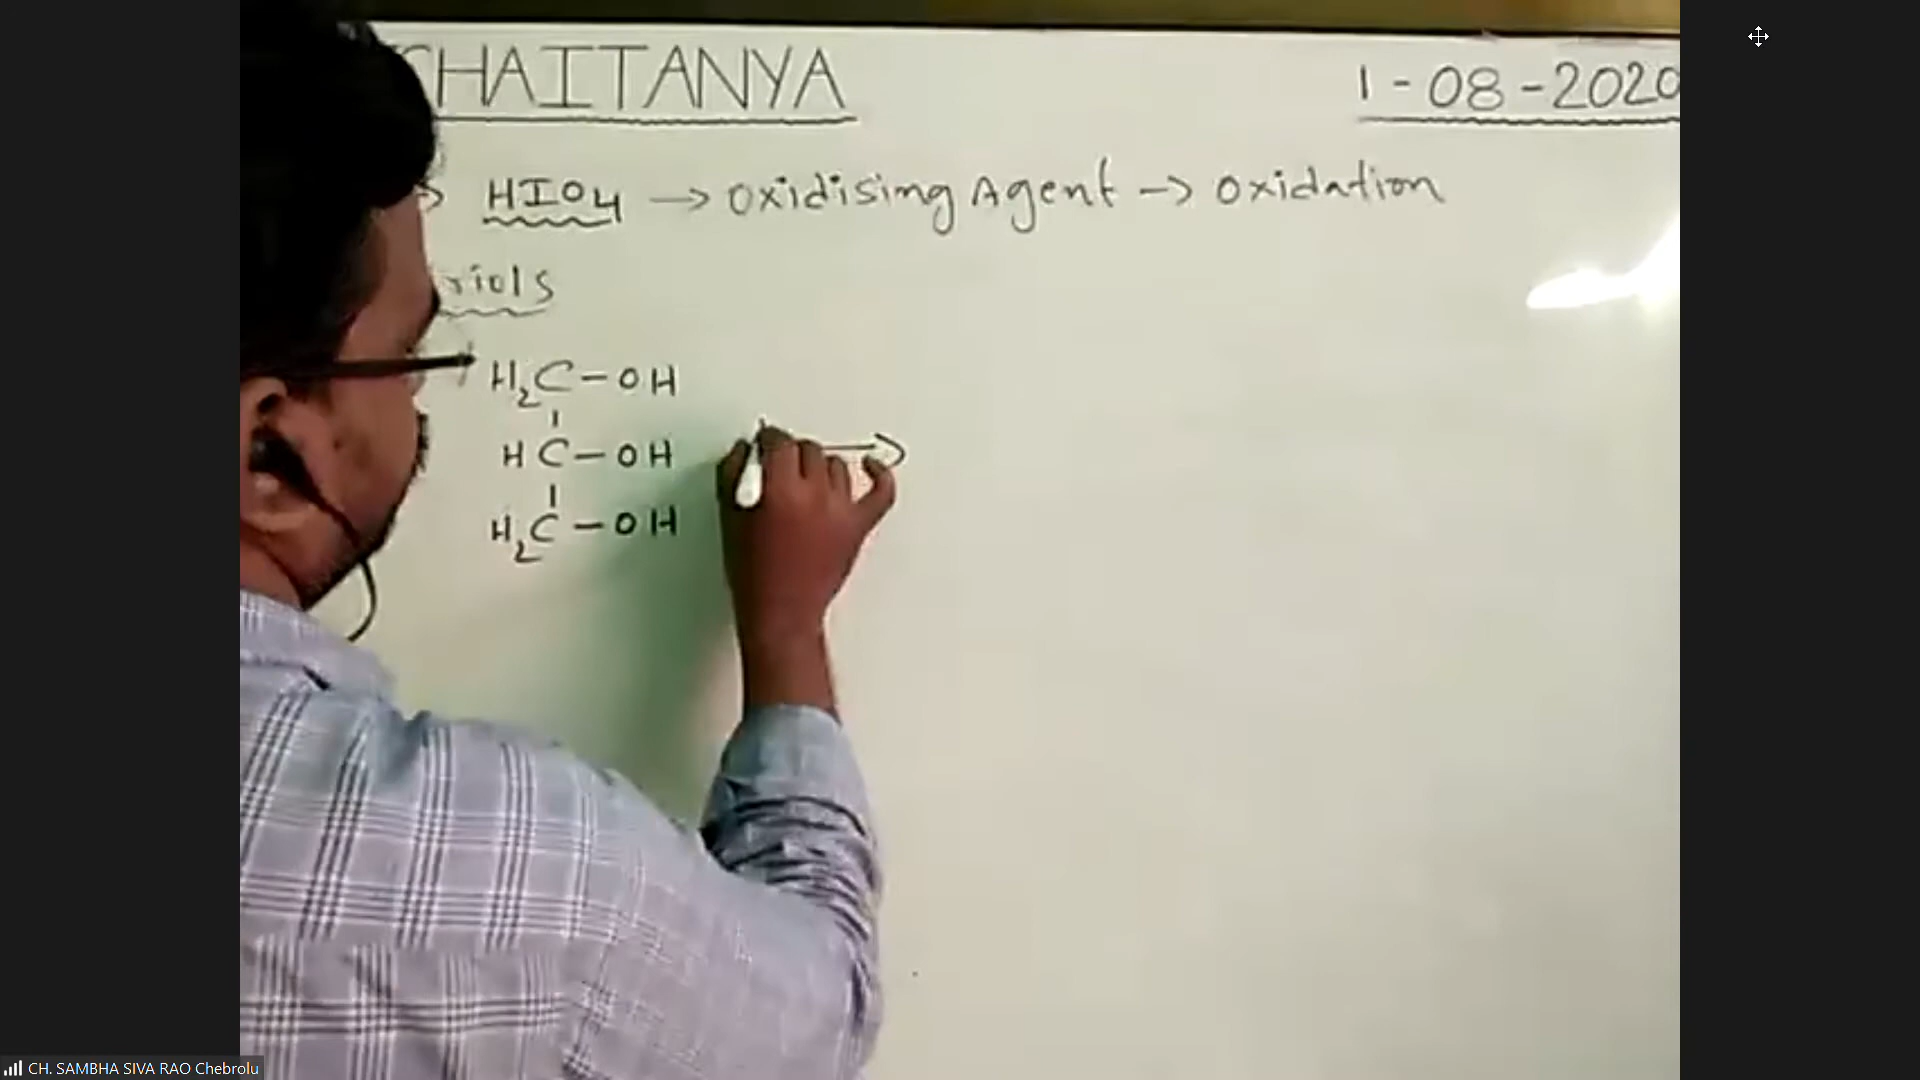 CHAITANYA
1-08-2020
→ HIO4 → Oxidising Agent → Oxidation
riols
H2C-OH
HC-OH
H2C-OH
CH. SAMBHA SIVA RAO Chebrolu